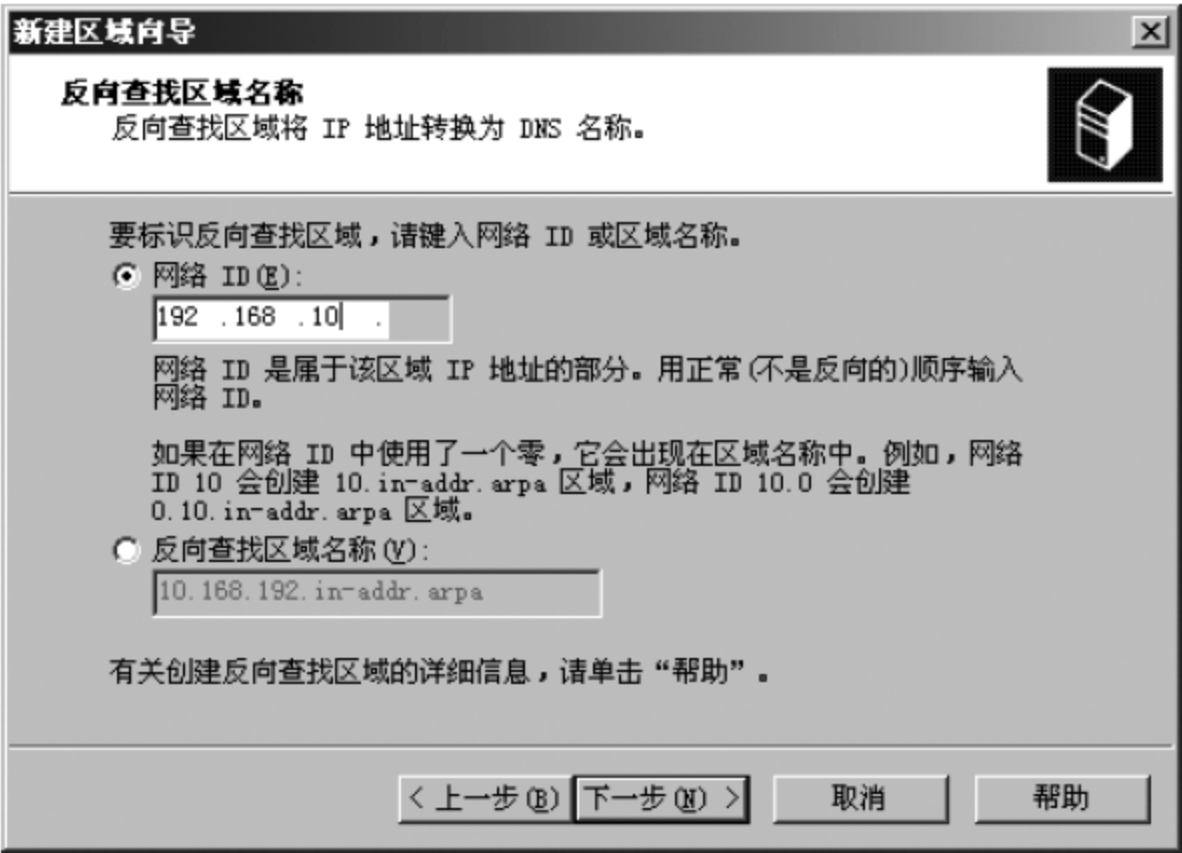 新建区域向导
反向查找区域名称
反向查找区域将 IP 地址转换为 DNS 名称。
要标识反向查找区域,请键入网络 ID 或区域名称。
网络 ID(E):
192 .168 .10 .
网络 ID 是属于该区域 IP 地址的部分。用正常(不是反向的)顺序输入
网络 ID。
如果在网络 ID 中使用了一个零,它会出现在区域名称中。例如,网络
ID 10 会创建 10.in-addr.arpa 区域,网络 ID 10.0 会创建
0.10.in-addr.arpa 区域。
反向查找区域名称(V):
10.168.192.in-addr.arpa
有关创建反向查找区域的详细信息,请单击“帮助”。
< 上一步(B) 下一步(N) > 取消 帮助